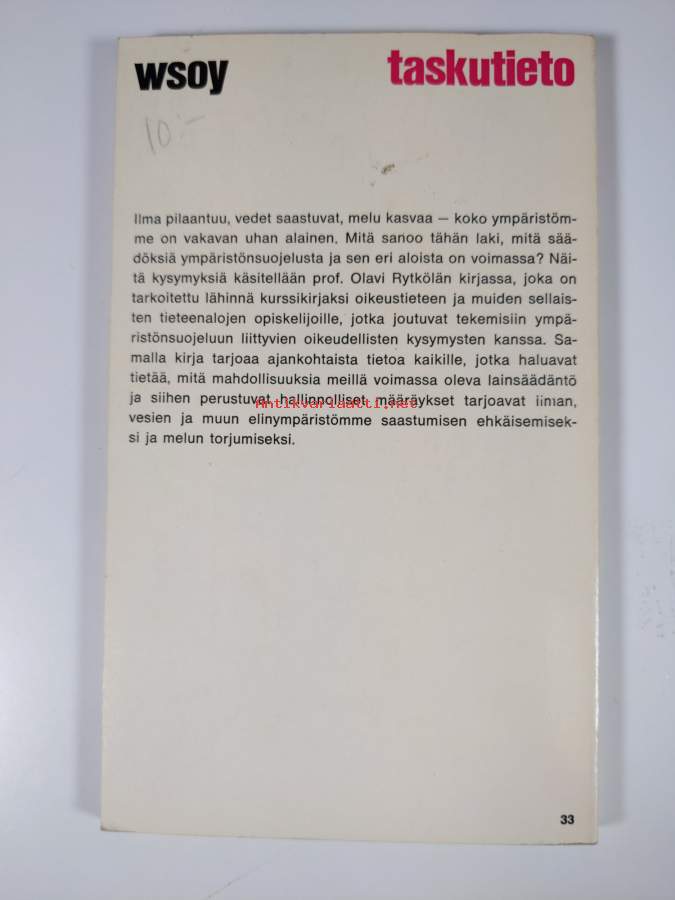 wsoy taskutieto
10:-
Ilma pilaantuu, vedet saastuvat, melu kasvaa — koko ympäristöm-
me on vakavan uhan alainen. Mitä sanoo tähän laki, mitä sää-
döksiä ympäristönsuojelusta ja sen eri aloista on voimassa? Näi-
tä kysymyksiä käsitellään prof. Olavi Rytkölän kirjassa, joka on
tarkoitettu lähinnä kurssikirjaksi oikeustieteen ja muiden sellais-
ten tieteenalojen opiskelijoille, jotka joutuvat tekemisiin ympä-
ristönsuojeluun liittyvien oikeudellisten kysymysten kanssa. Sa-
malla kirja tarjoaa ajankohtaista tietoa kaikille, jotka haluavat
tietää, mitä mahdollisuuksia meillä voimassa oleva lainsäädäntö
ja siihen perustuvat hallinnolliset määräykset tarjoavat ilman,
Antikvariaatti.net
vesien ja muun elinympäristömme saastumisen ehkäisemisek-
si ja melun torjumiseksi.
33